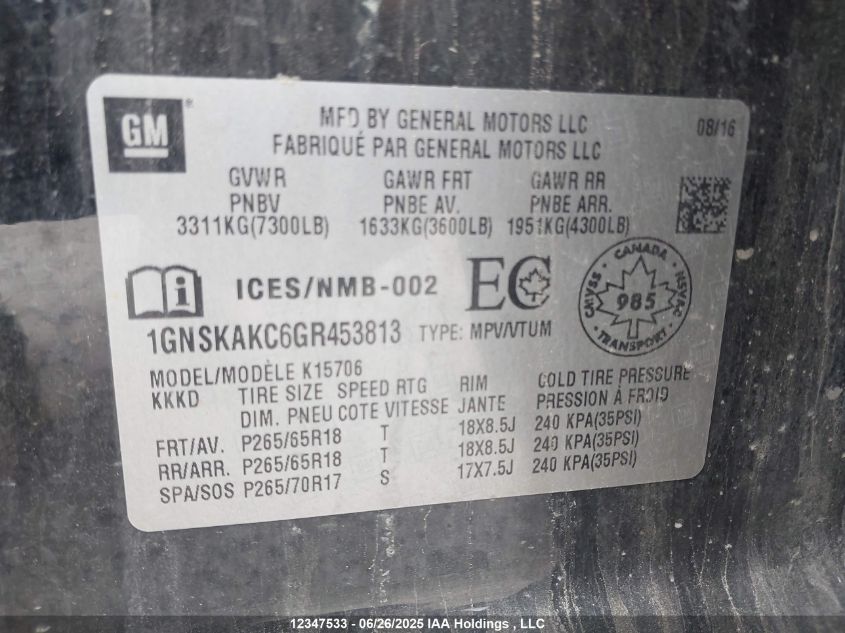 GM ®
MFD BY GENERAL MOTORS LLC
08/16
FABRIQUÉ PAR GENERAL MOTORS LLC
GVWR GAWR FRT GAWR RR
PNBV PNBE AV. PNBE ARR.
3311KG(7300LB) 1633KG(3600LB) 1951KG(4300LB)
i ICES/NMB-002 EC
CANADA
985
TRANSPORT
1GNSKAKC6GR453813 TYPE: MPV/VTUM
MODEL/MODÈLE K15706
KKKD TIRE SIZE SPEED RTG RIM COLD TIRE PRESSURE
DIM. PNEU COTE VITESSE JANTE PRESSION À FROID
FRT/AV. P265/65R18 T 18X8.5J 240 KPA(35PSI)
RR/ARR. P265/65R18 T 18X8.5J 240 KPA(35PSI)
SPA/SOS P265/70R17 S 17X7.5J 240 KPA(35PSI)
12347533 - 06/26/2025 IAA Holdings , LLC